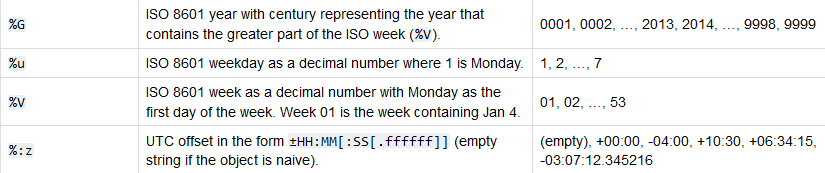 %G
ISO 8601 year with century representing the year that
contains the greater part of the ISO week (%V).
0001, 0002, …, 2013, 2014, …, 9998, 9999
%u
ISO 8601 weekday as a decimal number where 1 is Monday.
1, 2, …, 7
%V
ISO 8601 week as a decimal number with Monday as the
first day of the week. Week 01 is the week containing Jan 4.
01, 02, …, 53
%:z
UTC offset in the form ±HH:MM[:SS[.ffffff]] (empty
string if the object is naive).
(empty), +00:00, -04:00, +10:30, +06:34:15,
-03:07:12.345216